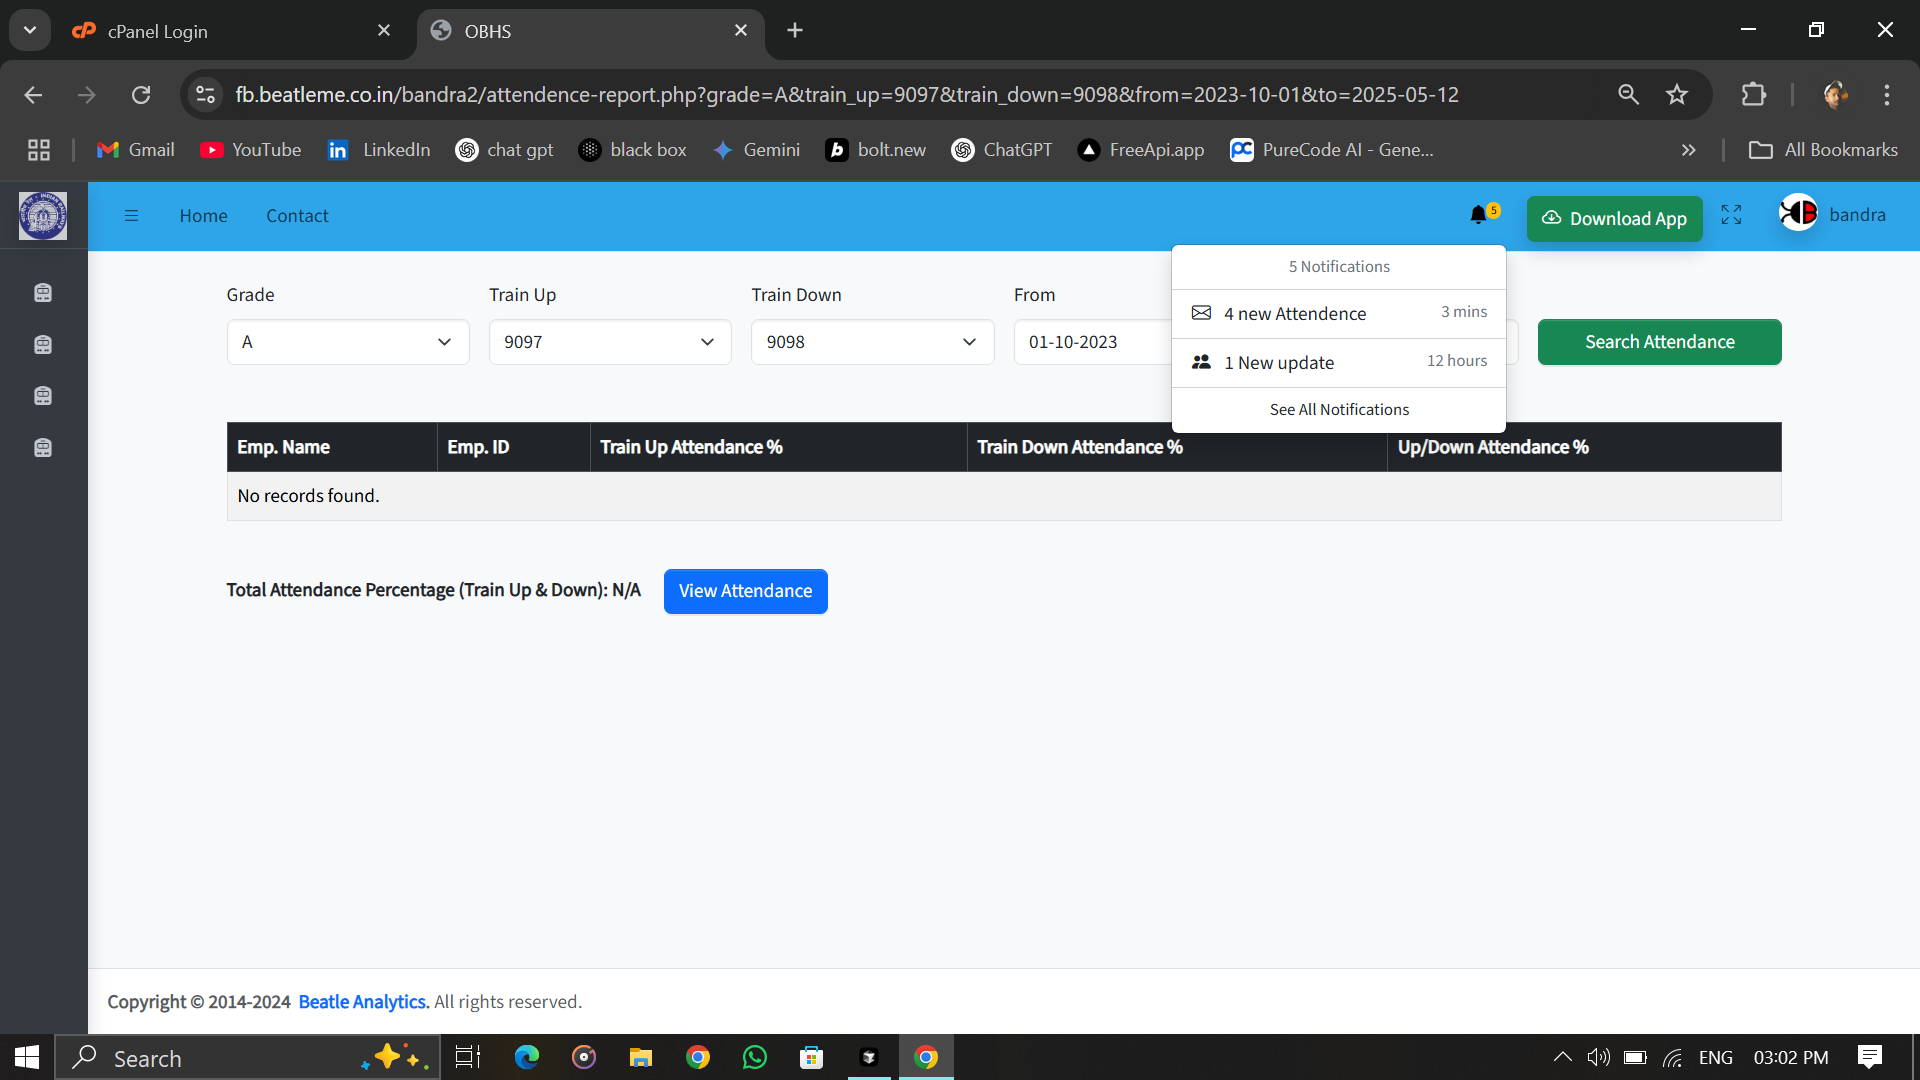 cPanel Login
OBHS
fb.beatleme.co.in/bandra2/attendence-report.php?grade=A&train_up=9097&train_down=9098&from=2023-10-01&to=2025-05-12
Gmail YouTube LinkedIn chat gpt black box Gemini bolt.new ChatGPT FreeApi.app PureCode AI - Gene... All Bookmarks
Home Contact 5 Download App bandra
5 Notifications
4 new Attendence 3 mins
1 New update 12 hours
See All Notifications
Grade Train Up Train Down From
A 9097 9098 01-10-2023 Search Attendance
Emp. Name Emp. ID Train Up Attendance % Train Down Attendance % Up/Down Attendance %
No records found.
Total Attendance Percentage (Train Up & Down): N/A View Attendance
Copyright © 2014-2024 Beatle Analytics. All rights reserved.
Search ENG 03:02 PM